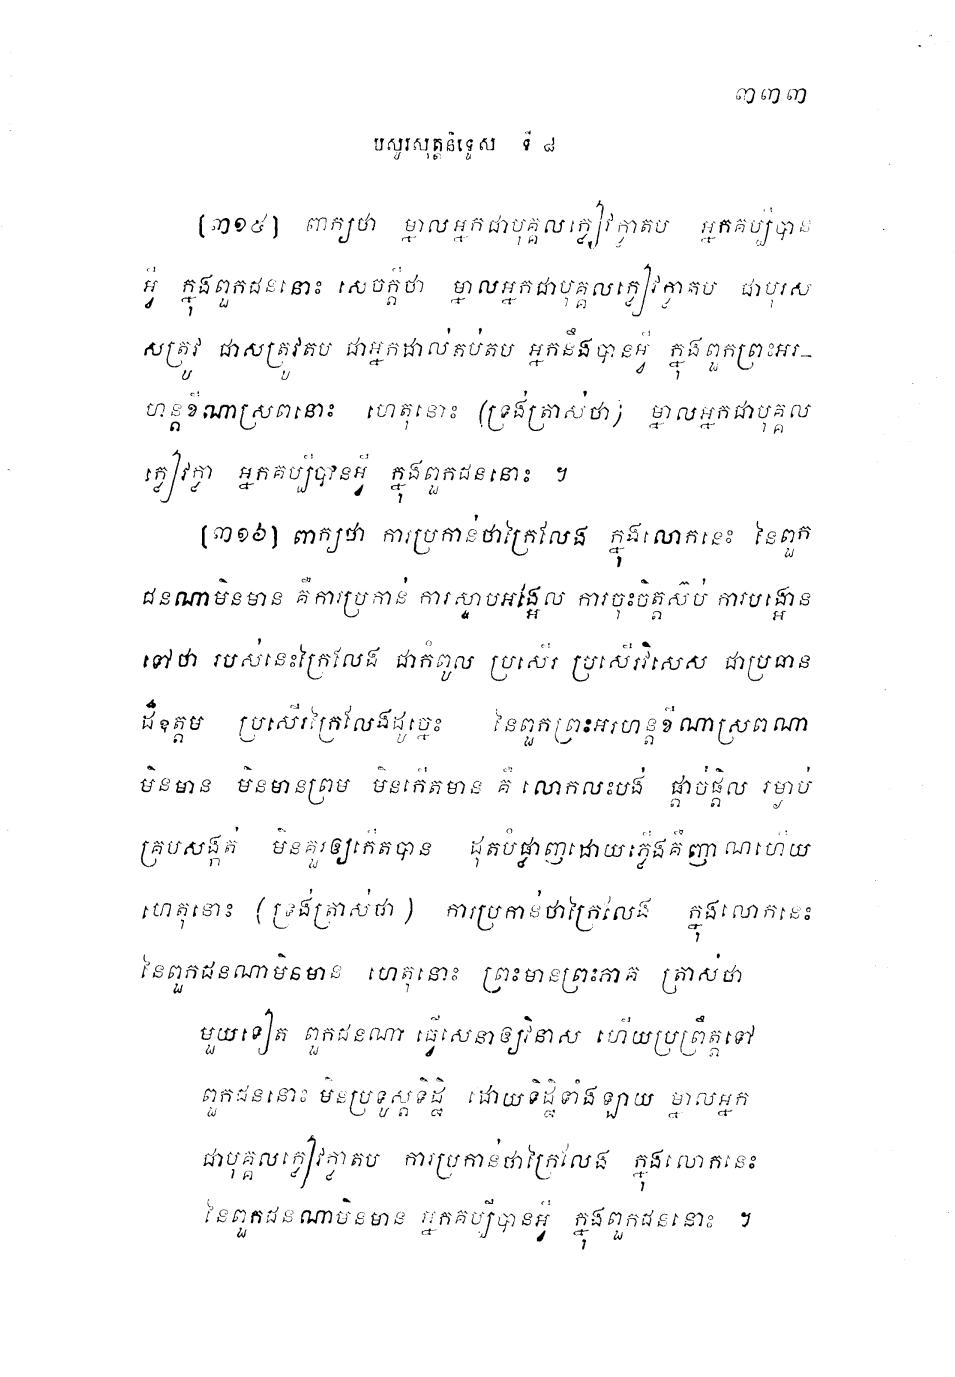 ៣៣៣
បសូរសុត្តនិទ្ទេស ទី ៨
[៣១៥] ពាក្យថា ម្នាលអ្នកជាបុគ្គលក្លៀវក្លាតប អ្នកគប្បីបាន
អ្វី ក្នុងពួកជននោះ សេចក្តីថា ម្នាលអ្នកជាបុគ្គលក្លៀវក្លាតប ជាបុរស
សត្រូវ ជាសត្រូវតប ជាអ្នកដាល់តប់តប អ្នកនឹងបានអ្វី ក្នុងពួកព្រះអរ–
ហន្តខីណាស្រពនោះ ហេតុនោះ (ទ្រង់ត្រាស់ថា) ម្នាលអ្នកជាបុគ្គល
ក្លៀវក្លា អ្នកគប្បីបានអ្វី ក្នុងពួកជននោះ ។
[៣១៦] ពាក្យថា ការប្រកាន់ថាក្រៃលែង ក្នុងលោកនេះ នៃពួក
ជនណាមិនមាន គឺការប្រកាន់ ការស្ទាបអង្អែល ការចុះចិត្តស៊ប់ ការបង្អោន
ទៅថា របស់នេះក្រៃលែង ជាកំពូល ប្រសើរ ប្រសើរវិសេស ជាប្រធាន
ដ៏ឧត្តម ប្រសើរក្រៃលែងដូច្នេះ នៃពួកព្រះអរហន្តខីណាស្រពណា
មិនមាន មិនមានព្រម មិនកើតមាន គឺ លោកលះបង់ ផ្តាច់ផ្តិល រម្ងាប់
គ្របសង្កត់ មិនគួរឲ្យកើតបាន ដុតបំផ្លាញដោយភ្លើងគឺញាណហើយ
ហេតុនោះ (ទ្រង់ត្រាស់ថា) ការប្រកាន់ថាក្រៃលែង ក្នុងលោកនេះ
នៃពួកជនណាមិនមាន ហេតុនោះ ព្រះមានព្រះភាគ ត្រាស់ថា
មួយទៀត ពួកជនណា ធ្វើសេនាឲ្យវិនាស ហើយប្រព្រឹត្តទៅ
ពួកជននោះ មិនប្រទូស្តទិដ្ឋិ ដោយទិដ្ឋិទាំងឡាយ ម្នាលអ្នក
ជាបុគ្គលក្លៀវក្លាតប ការប្រកាន់ថាក្រៃលែង ក្នុងលោកនេះ
នៃពួកជនណាមិនមាន អ្នកគប្បីបានអ្វី ក្នុងពួកជននោះ ។